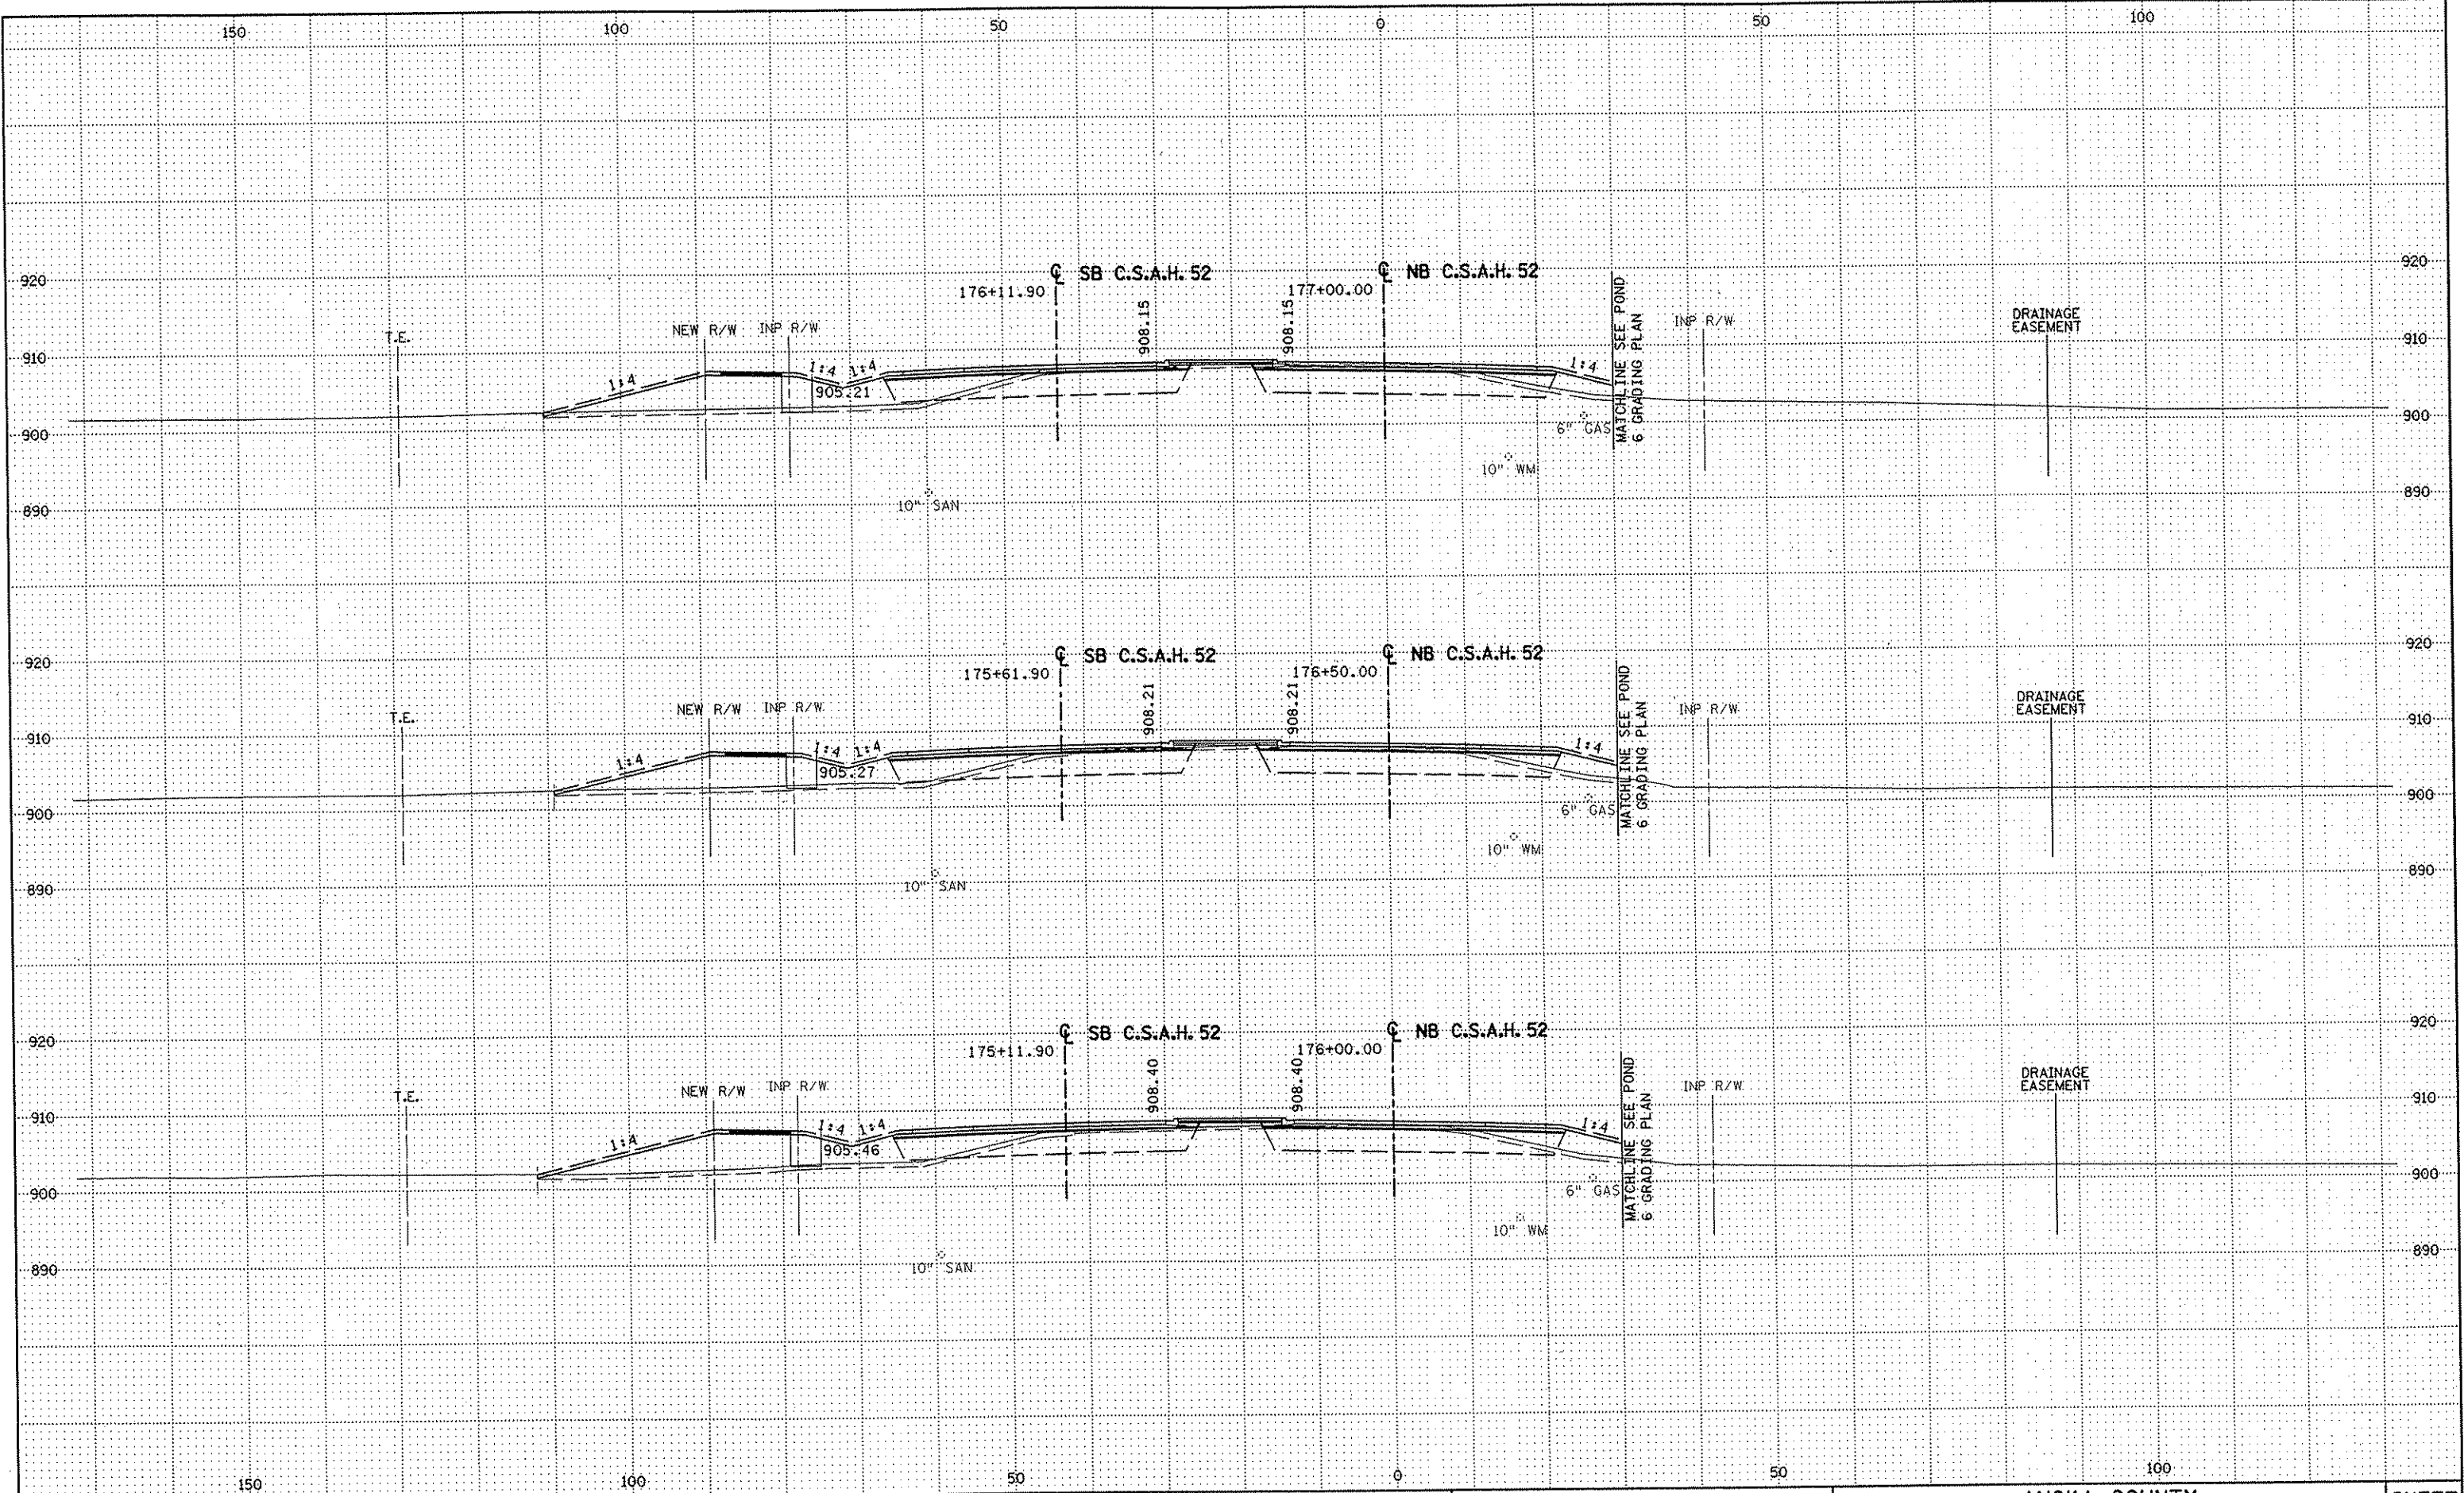 150 100 50 0 50 100
920 920
℄ SB C.S.A.H. 52
176+11.90
℄ NB C.S.A.H. 52
177+00.00
908.15
908.15
T.E.
NEW R/W
INP R/W
MATCHLINE SEE POND
6 GRADING PLAN
INP R/W
DRAINAGE
EASEMENT
910 910
1:4
1:4
1:4
1:4
905.21
900 900
6" GAS
10" WM
10" SAN
890 890
920 920
℄ SB C.S.A.H. 52
175+61.90
℄ NB C.S.A.H. 52
176+50.00
908.21
908.21
T.E.
NEW R/W
INP R/W
MATCHLINE SEE POND
6 GRADING PLAN
INP R/W
DRAINAGE
EASEMENT
910 910
1:4
1:4
1:4
1:4
905.27
900 900
6" GAS
10" WM
10" SAN
890 890
920 920
℄ SB C.S.A.H. 52
175+11.90
℄ NB C.S.A.H. 52
176+00.00
908.40
908.40
T.E.
NEW R/W
INP R/W
MATCHLINE SEE POND
6 GRADING PLAN
INP R/W
DRAINAGE
EASEMENT
910 910
1:4
1:4
1:4
1:4
905.46
900 900
6" GAS
10" WM
10" SAN
890 890
150 100 50 0 50 100
COUNTY